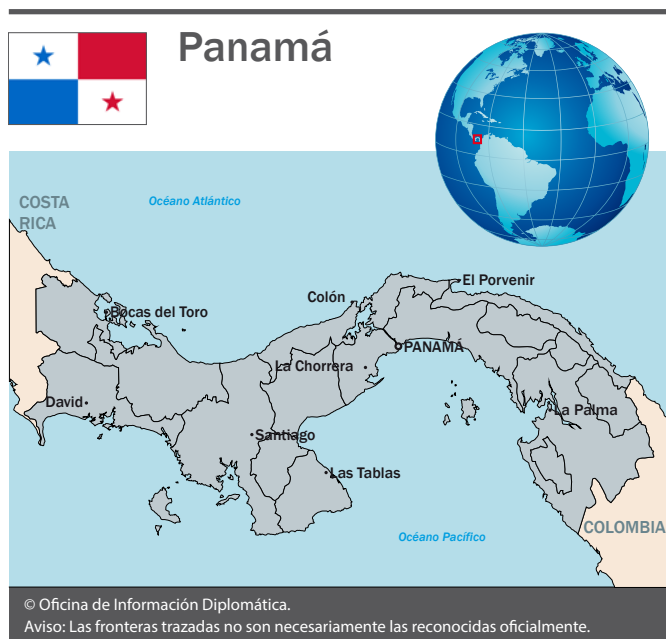 Panamá
COSTA
RICA
Océano Atlántico
El Porvenir
Colón
Bocas del Toro
PANAMÁ
La Chorrera
David
La Palma
Santiago
Las Tablas
COLOMBIA
Océano Pacífico
© Oficina de Información Diplomática.
Aviso: Las fronteras trazadas no son necesariamente las reconocidas oficialmente.